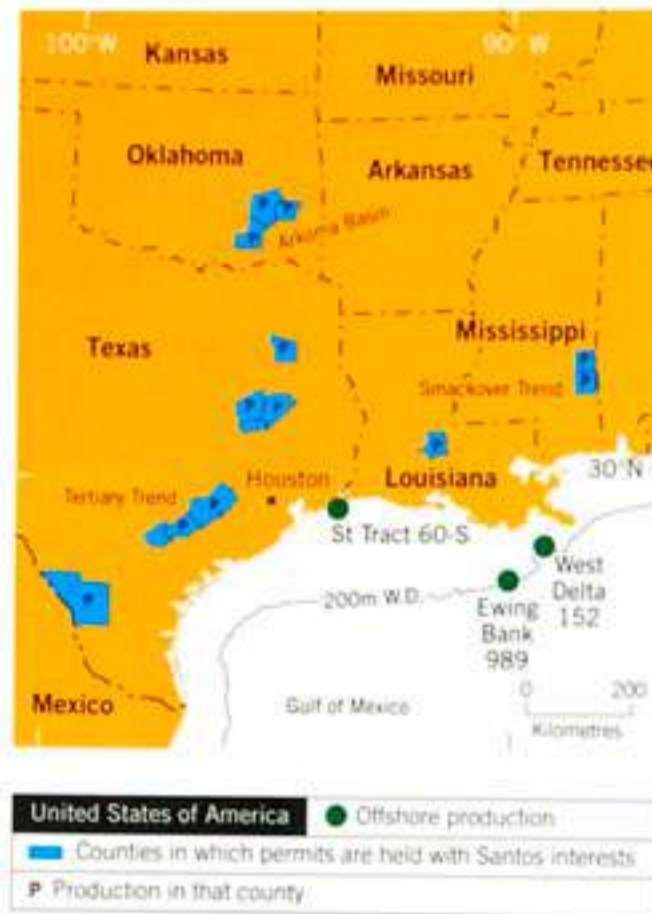 100°W
90° W
Kansas
Missouri
Oklahoma
Arkansas
Tennessee
P
P
P
Arkoma Basin
Texas
P
Mississippi
P
P
Smackover Trend
P
P
P
Houston
Louisiana
30°N
Tertiary Trend
P
P
St Tract 60-S
West
Delta
152
P
200m W.D.
Ewing
Bank
989
0 200
Kilometres
Mexico
Gulf of Mexico
United States of America
Offshore production
Counties in which permits are held with Santos interests
P Production in that county